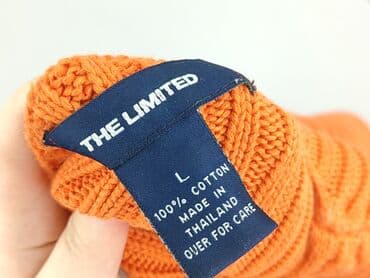 THE LIMITED
L
100% COTTON
MADE IN
THAILAND
OVER FOR CARE